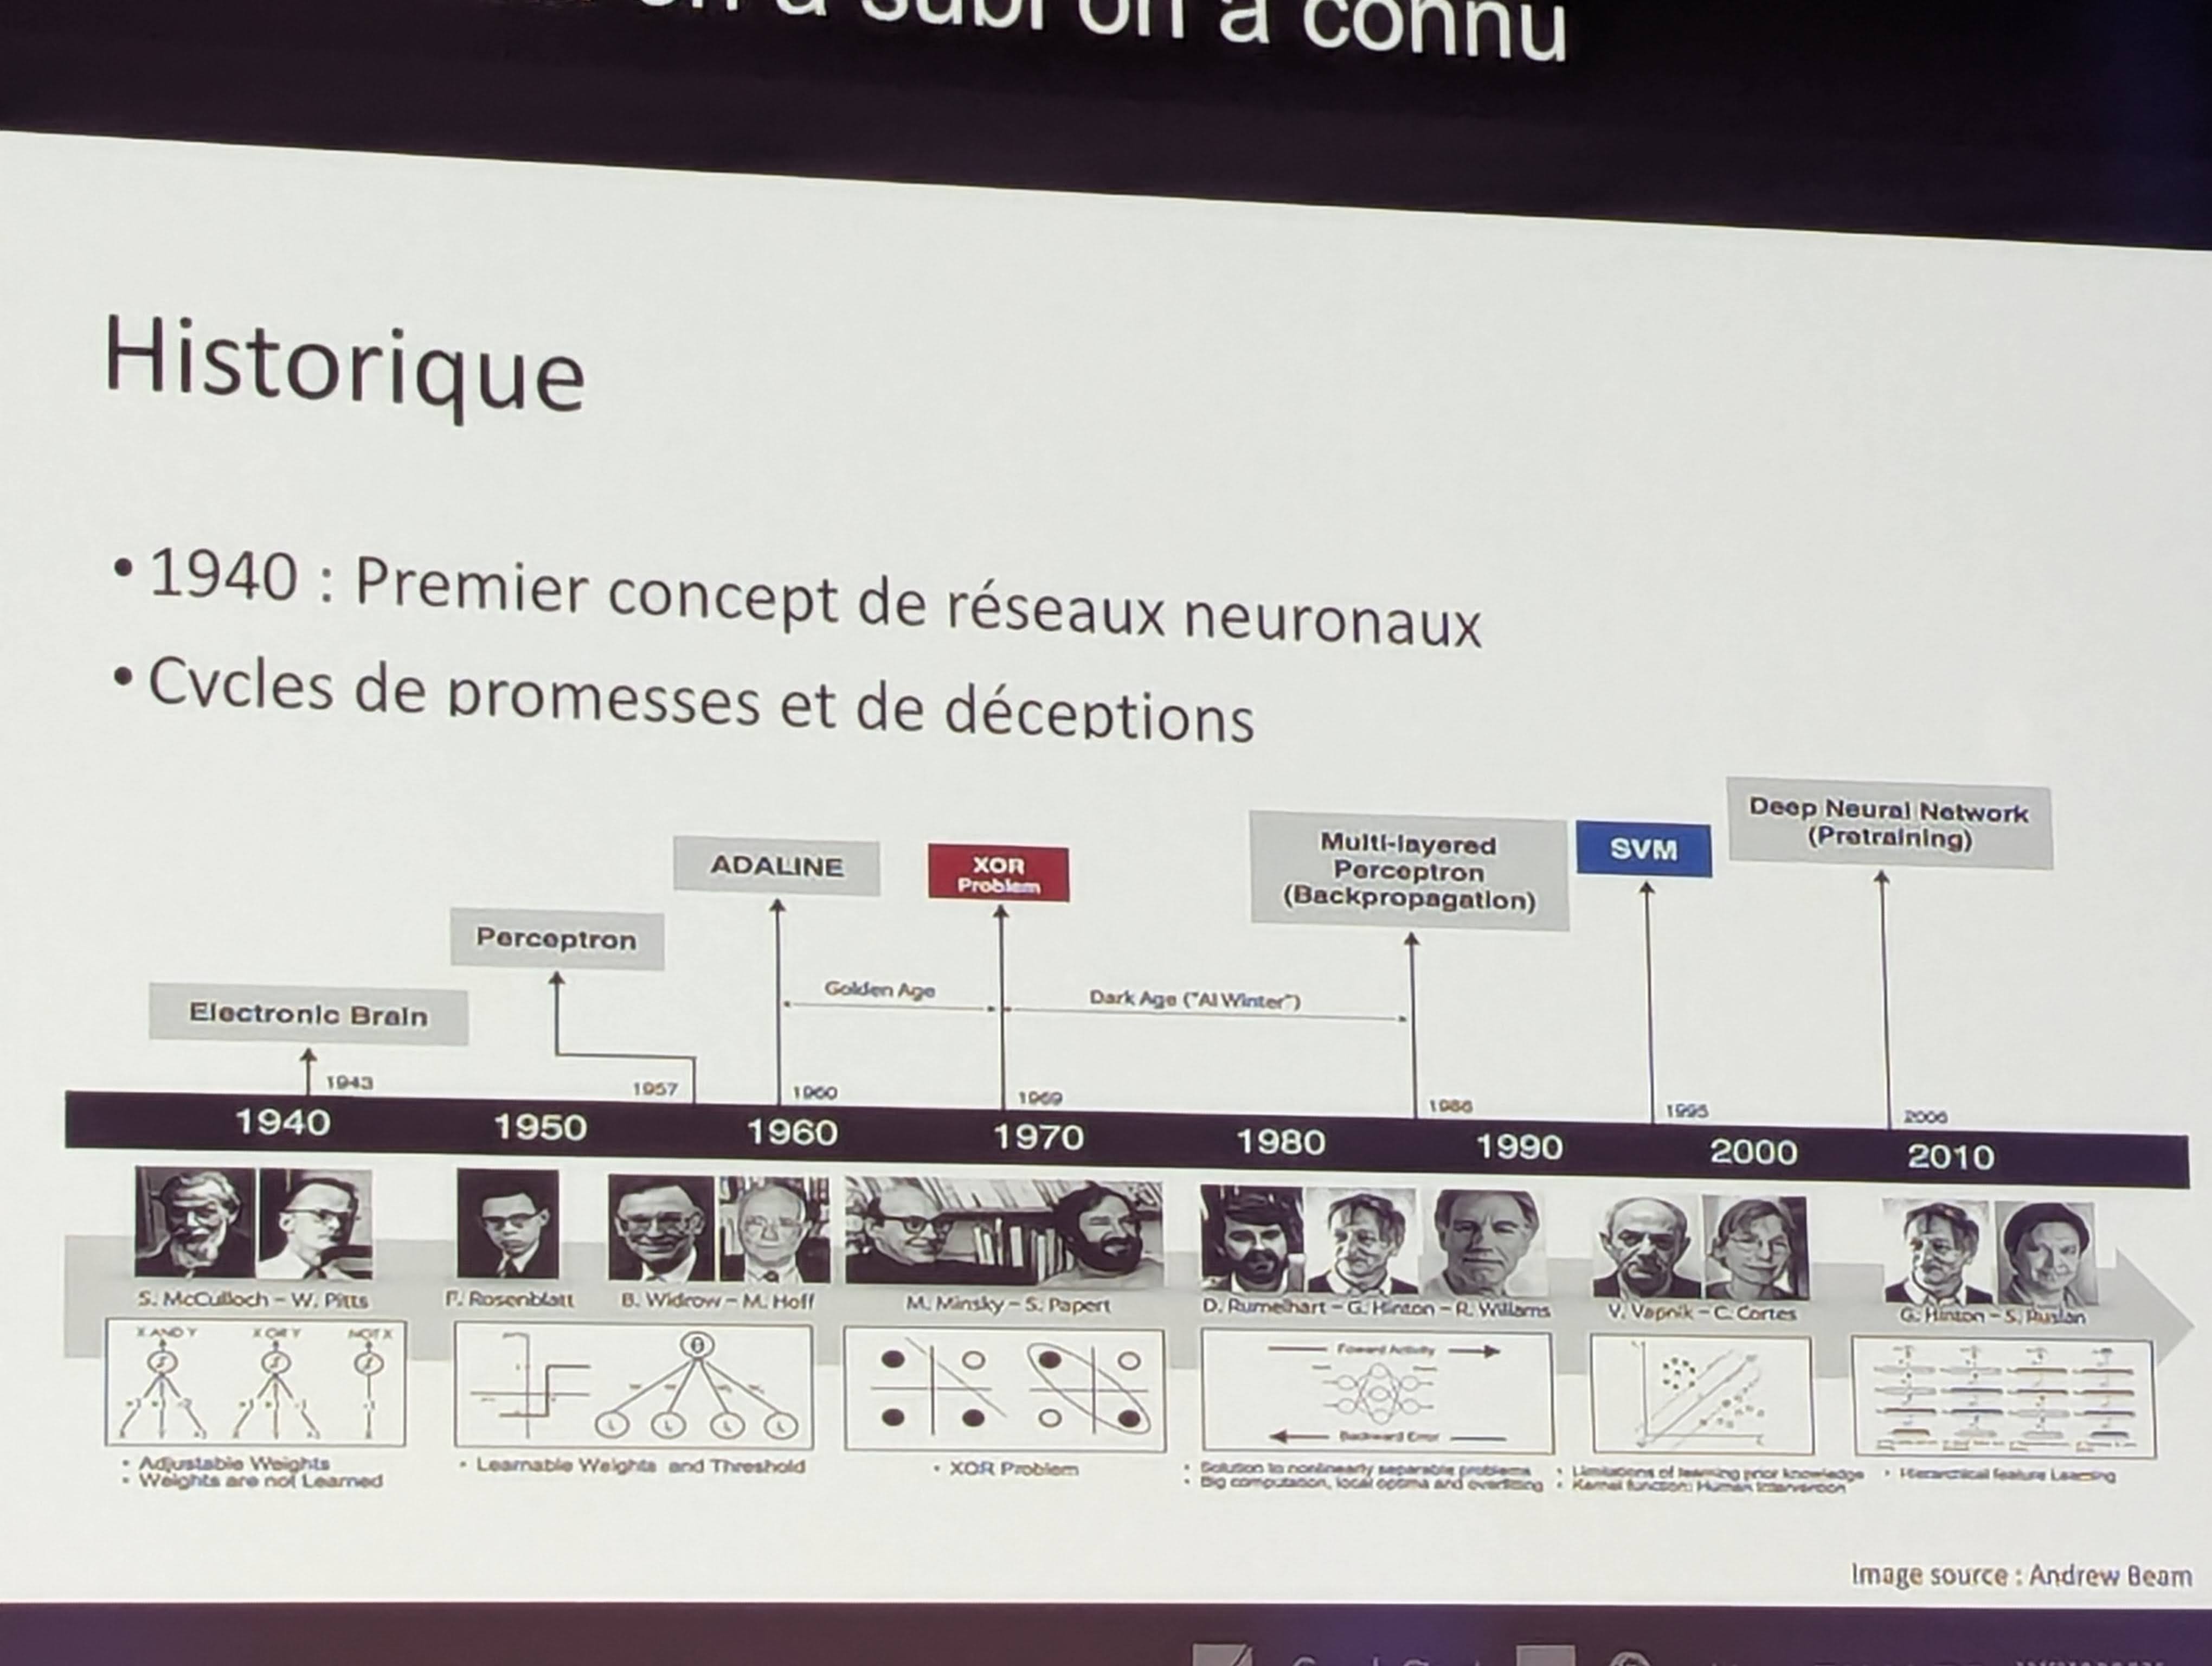 on a subi on a connu
Historique
• 1940 : Premier concept de réseaux neuronaux
• Cycles de promesses et de déceptions
Electronic Brain
Perceptron
ADALINE
XOR
Problem
Multi-layered
Perceptron
(Backpropagation)
SVM
Deep Neural Network
(Pretraining)
Golden Age
Dark Age ("AI Winter")
1943
1957
1960
1969
1986
1995
2006
1940 1950 1960 1970 1980 1990 2000 2010
S. McCulloch – W. Pitts
F. Rosenblatt
B. Widrow – M. Hoff
M. Minsky – S. Papert
D. Rumelhart – G. Hinton – R. Williams
V. Vapnik – C. Cortes
G. Hinton – S. Ruslan
X AND Y
X OR Y
NOT X
Foward Activity
Backward Error
• Adjustable Weights
• Weights are not Learned
• Learnable Weights and Threshold
• XOR Problem
• Solution to nonlinearly separable problems
• Big computation, local optima and overfitting
• Limitations of learning prior knowledge
• Kernel function: Human Intervention
• Hierarchical feature Learning
Image source : Andrew Beam